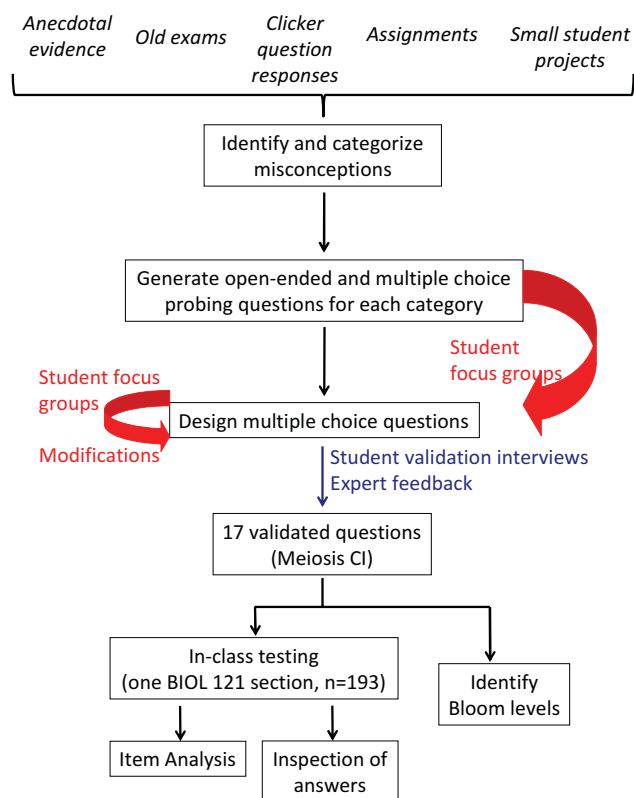 Anecdotal
evidence
Old exams
Clicker
question
responses
Assignments
Small student
projects
Identify and categorize
misconceptions
Generate open-ended and multiple choice
probing questions for each category
Student
focus groups
Student focus
groups
Modifications
Design multiple choice questions
Student validation interviews
Expert feedback
17 validated questions
(Meiosis CI)
In-class testing
(one BIOL 121 section, n=193)
Identify
Bloom levels
Item Analysis
Inspection of
answers